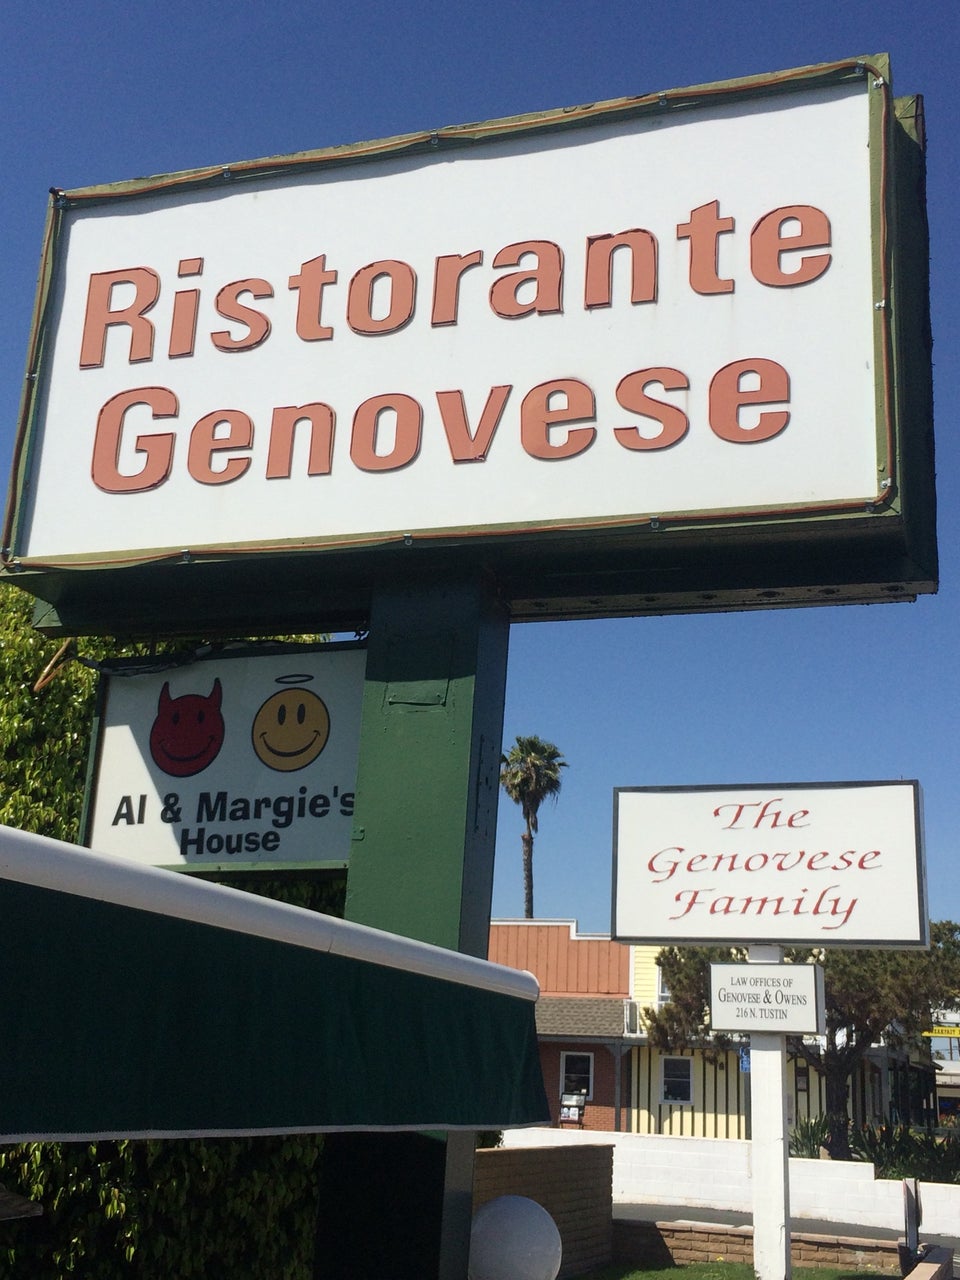 Ristorante
Genovese
Al & Margie's
House
The
Genovese
Family
LAW OFFICES OF
GENOVESE & OWENS
216 N. TUSTIN